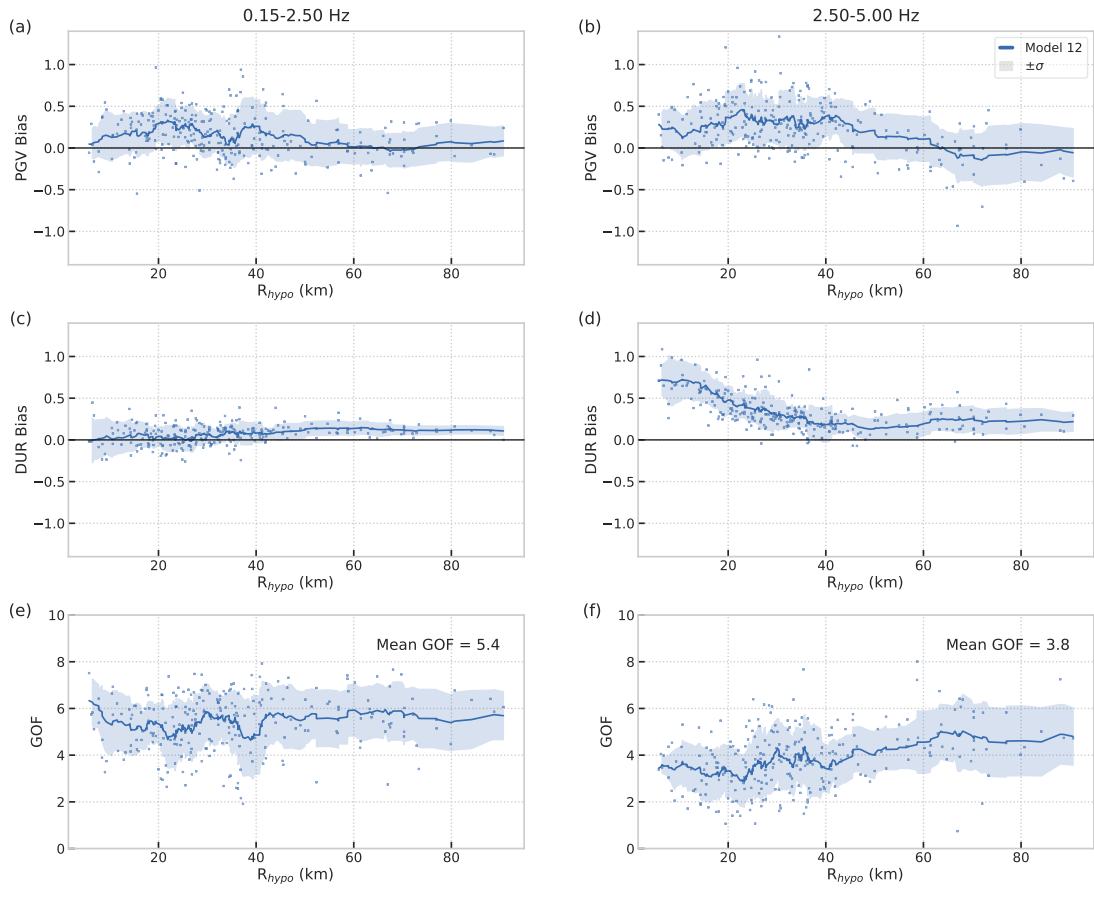 0.15-2.50 Hz
2.50-5.00 Hz
(a)
PGV Bias
1.0
0.5
0.0
−0.5
−1.0
20 40 60 80
R_hypo (km)
(b)
PGV Bias
1.0
0.5
0.0
−0.5
−1.0
Model 12
±σ
20 40 60 80
R_hypo (km)
(c)
DUR Bias
1.0
0.5
0.0
−0.5
−1.0
20 40 60 80
R_hypo (km)
(d)
DUR Bias
1.0
0.5
0.0
−0.5
−1.0
20 40 60 80
R_hypo (km)
(e)
GOF
10
8
6
4
2
0
Mean GOF = 5.4
20 40 60 80
R_hypo (km)
(f)
GOF
10
8
6
4
2
0
Mean GOF = 3.8
20 40 60 80
R_hypo (km)